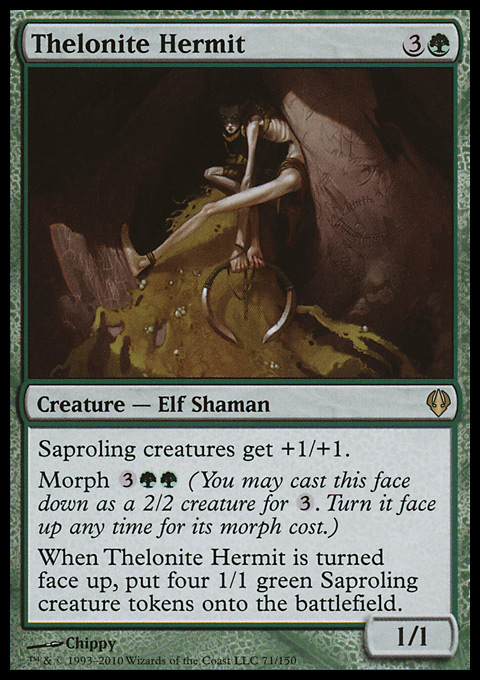 Thelonite Hermit 3
Creature — Elf Shaman
Saproling creatures get +1/+1.
Morph 3 (You may cast this face
down as a 2/2 creature for 3. Turn it face
up any time for its morph cost.)
When Thelonite Hermit is turned
face up, put four 1/1 green Saproling
creature tokens onto the battlefield.
1/1
Chippy
™ & © 1993–2010 Wizards of the Coast LLC 71/150